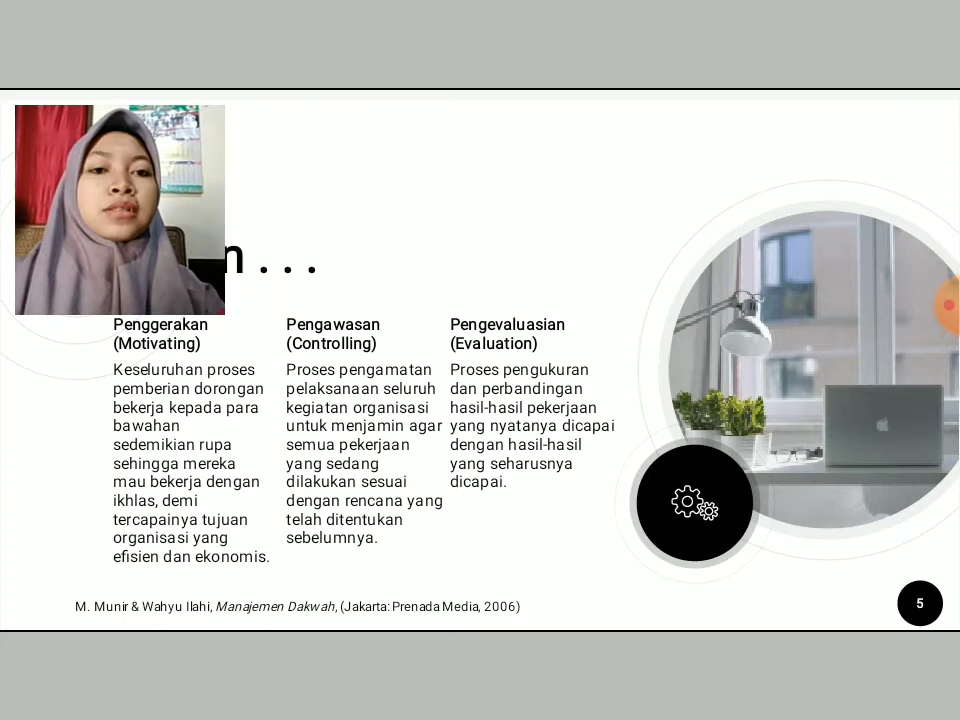 n . . .
Penggerakan
(Motivating)
Keseluruhan proses
pemberian dorongan
bekerja kepada para
bawahan
sedemikian rupa
sehingga mereka
mau bekerja dengan
ikhlas, demi
tercapainya tujuan
organisasi yang
efisien dan ekonomis.
Pengawasan
(Controlling)
Proses pengamatan
pelaksanaan seluruh
kegiatan organisasi
untuk menjamin agar
semua pekerjaan
yang sedang
dilakukan sesuai
dengan rencana yang
telah ditentukan
sebelumnya.
Pengevaluasian
(Evaluation)
Proses pengukuran
dan perbandingan
hasil-hasil pekerjaan
yang nyatanya dicapai
dengan hasil-hasil
yang seharusnya
dicapai.
M. Munir & Wahyu Ilahi, Manajemen Dakwah, (Jakarta: Prenada Media, 2006)
5